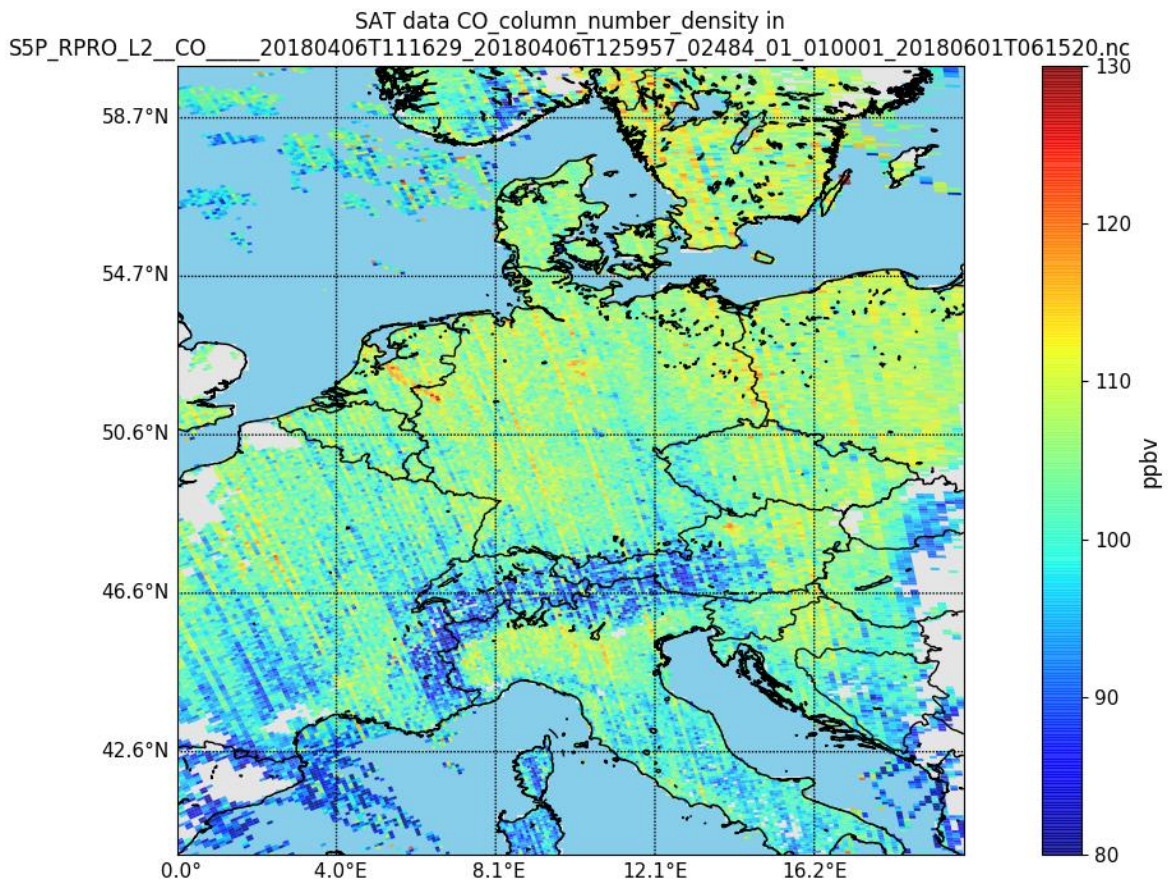 SAT data CO_column_number_density in
S5P_RPRO_L2__CO_____20180406T111629_20180406T125957_02484_01_010001_20180601T061520.nc
130
58.7°N
120
54.7°N
110
50.6°N
ppbv
100
46.6°N
90
42.6°N
80
0.0° 4.0°E 8.1°E 12.1°E 16.2°E